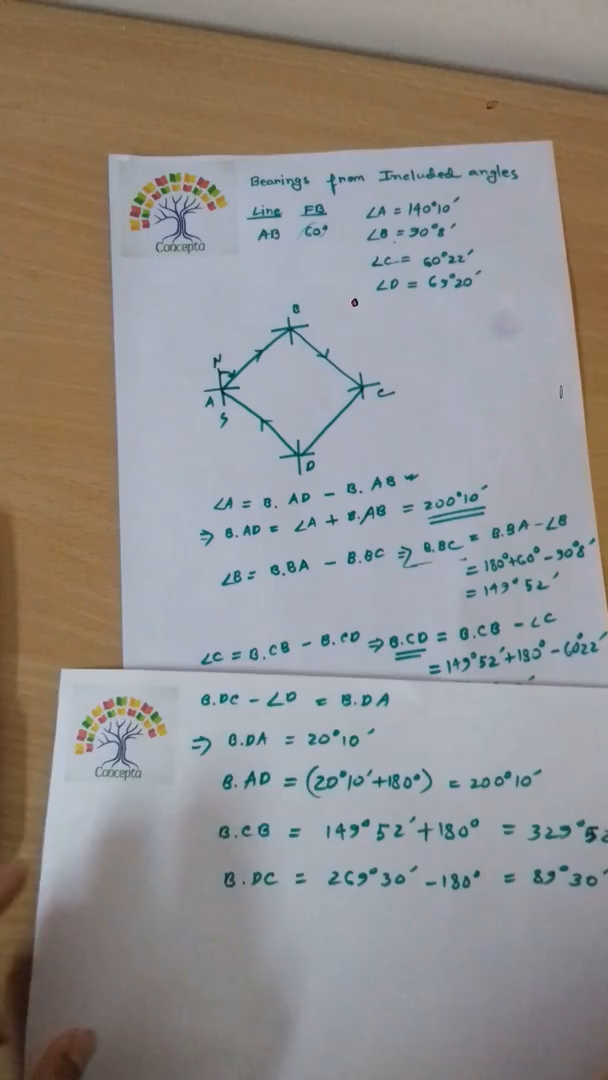 Concepta
Bearings from Included angles
Line FB
AB 60°
∠A = 140°10′
∠B = 90°8′
∠C = 60°22′
∠D = 69°20′
B
N
A
S
C
D
∠A = B. AD - B. AB
⇒ B.AD = ∠A + B.AB = 200°10′
∠B = B.BA - B.BC ⇒ B.BC = B.BA - ∠B
= 180°+60° - 90°8′
= 149°52′
∠C = B.CB - B.CD ⇒ B.CD = B.CB - ∠C
= 149°52′+180° - 60°22′
Concepta
B.DC - ∠D = B.DA
⇒ B.DA = 20°10′
B. AD = (20°10′+180°) = 200°10′
B.CB = 149°52′+180° = 329°52
B.DC = 269°30′ - 180° = 89°30′